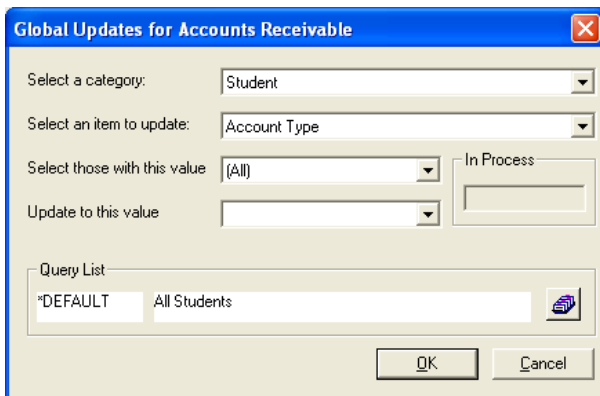 Global Updates for Accounts Receivable
Select a category: Student
Select an item to update: Account Type
Select those with this value (All)
In Process
Update to this value
Query List
*DEFAULT All Students
OK Cancel